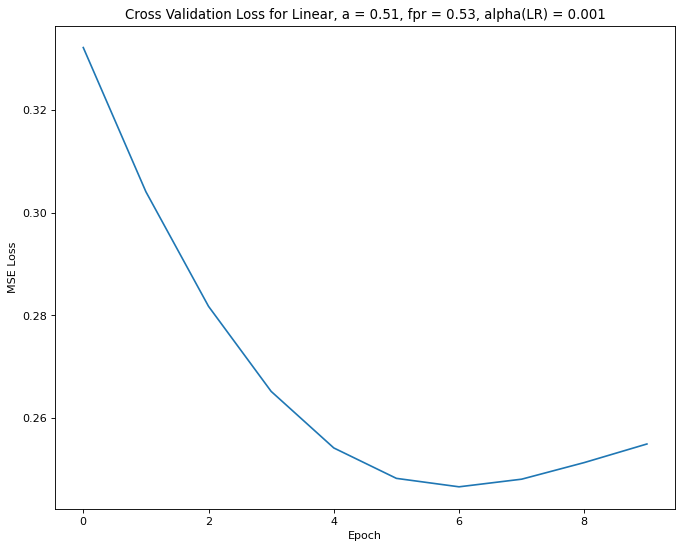 Cross Validation Loss for Linear, a = 0.51, fpr = 0.53, alpha(LR) = 0.001
0.32
0.30
0.28
0.26
MSE Loss
0 2 4 6 8
Epoch